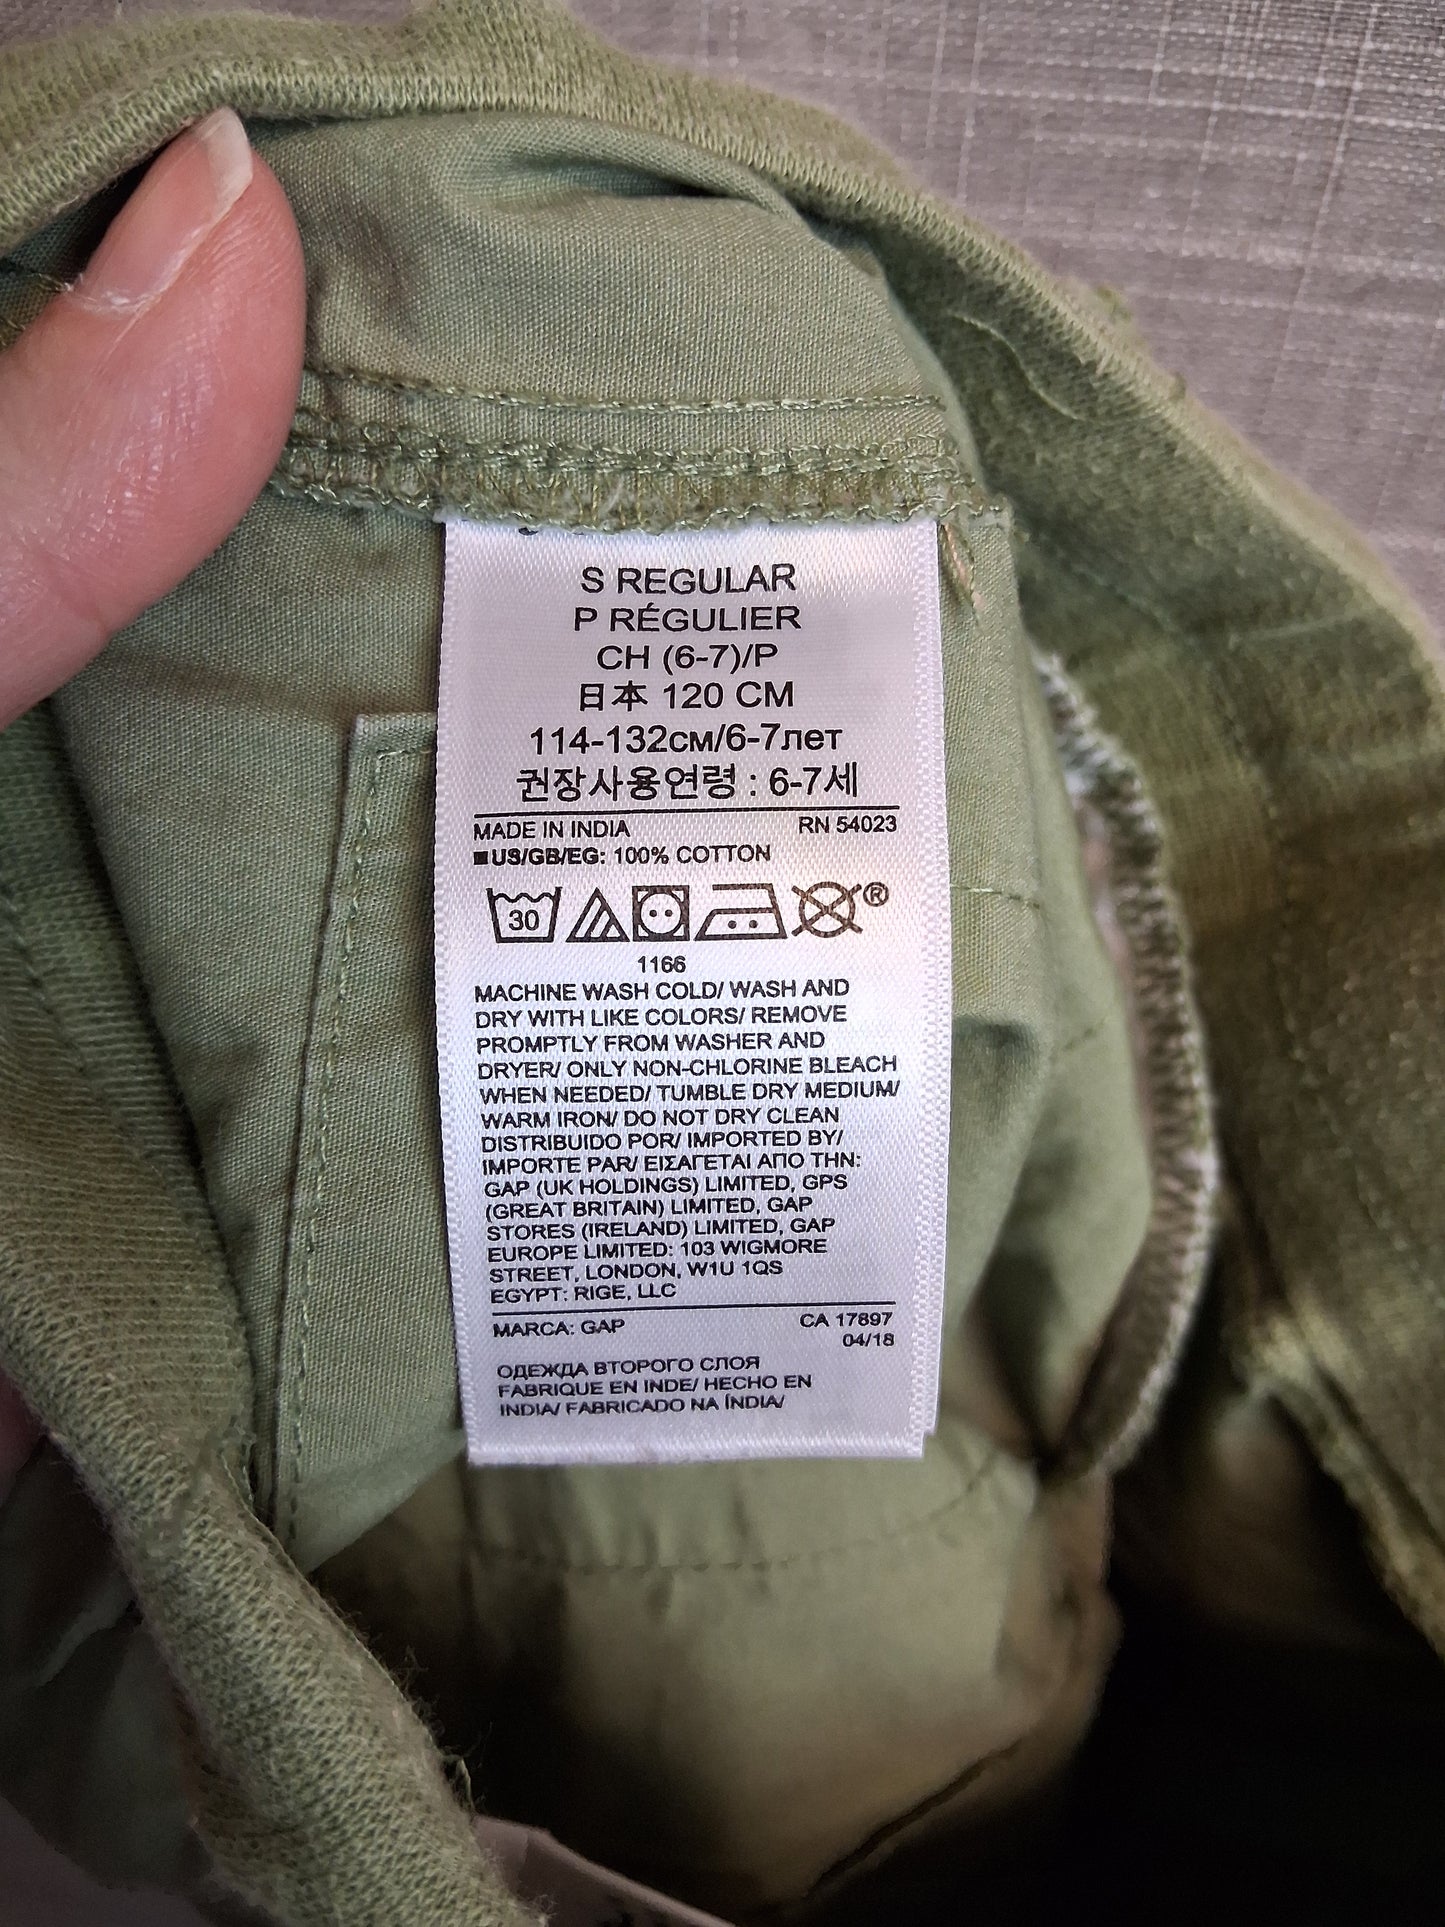 S REGULAR
P RÉGULIER
CH (6-7)/P
日本 120 CM
114-132см/6-7лет
권장사용연령 : 6-7세
MADE IN INDIA RN 54023
US/GB/EG: 100% COTTON
30 ®
1166
MACHINE WASH COLD/ WASH AND
DRY WITH LIKE COLORS/ REMOVE
PROMPTLY FROM WASHER AND
DRYER/ ONLY NON-CHLORINE BLEACH
WHEN NEEDED/ TUMBLE DRY MEDIUM/
WARM IRON/ DO NOT DRY CLEAN
DISTRIBUIDO POR/ IMPORTED BY/
IMPORTE PAR/ ΕΙΣΑΓΕΤΑΙ ΑΠΟ ΤΗΝ:
GAP (UK HOLDINGS) LIMITED, GPS
(GREAT BRITAIN) LIMITED, GAP
STORES (IRELAND) LIMITED, GAP
EUROPE LIMITED: 103 WIGMORE
STREET, LONDON, W1U 1QS
EGYPT: RIGE, LLC
MARCA: GAP CA 17897
04/18
ОДЕЖДА ВТОРОГО СЛОЯ
FABRIQUE EN INDE/ HECHO EN
INDIA/ FABRICADO NA ÍNDIA/